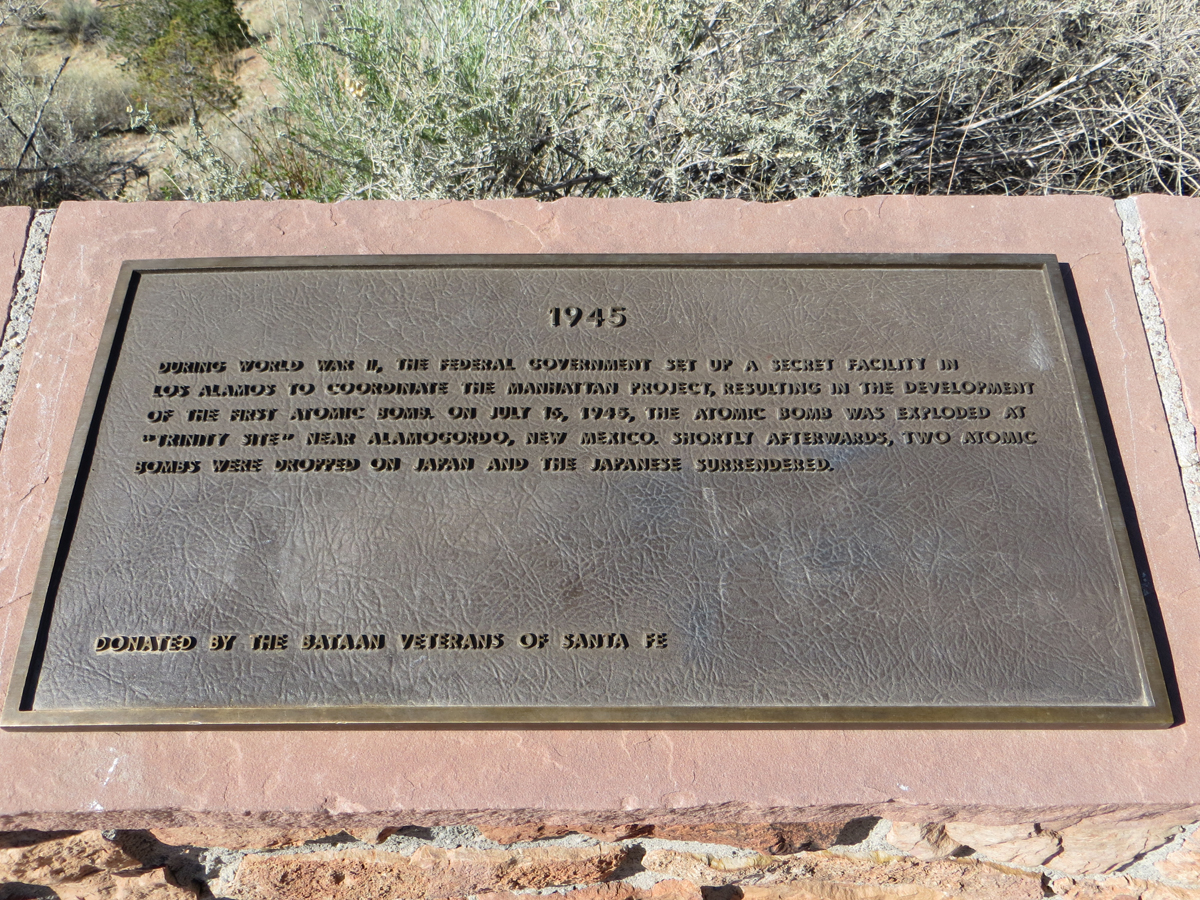 1945
DURING WORLD WAR II, THE FEDERAL GOVERNMENT SET UP A SECRET FACILITY IN
LOS ALAMOS TO COORDINATE THE MANHATTAN PROJECT, RESULTING IN THE DEVELOPMENT
OF THE FIRST ATOMIC BOMB. ON JULY 16, 1945, THE ATOMIC BOMB WAS EXPLODED AT
"TRINITY SITE" NEAR ALAMOGORDO, NEW MEXICO. SHORTLY AFTERWARDS, TWO ATOMIC
BOMBS WERE DROPPED ON JAPAN AND THE JAPANESE SURRENDERED.
DONATED BY THE BATAAN VETERANS OF SANTA FE